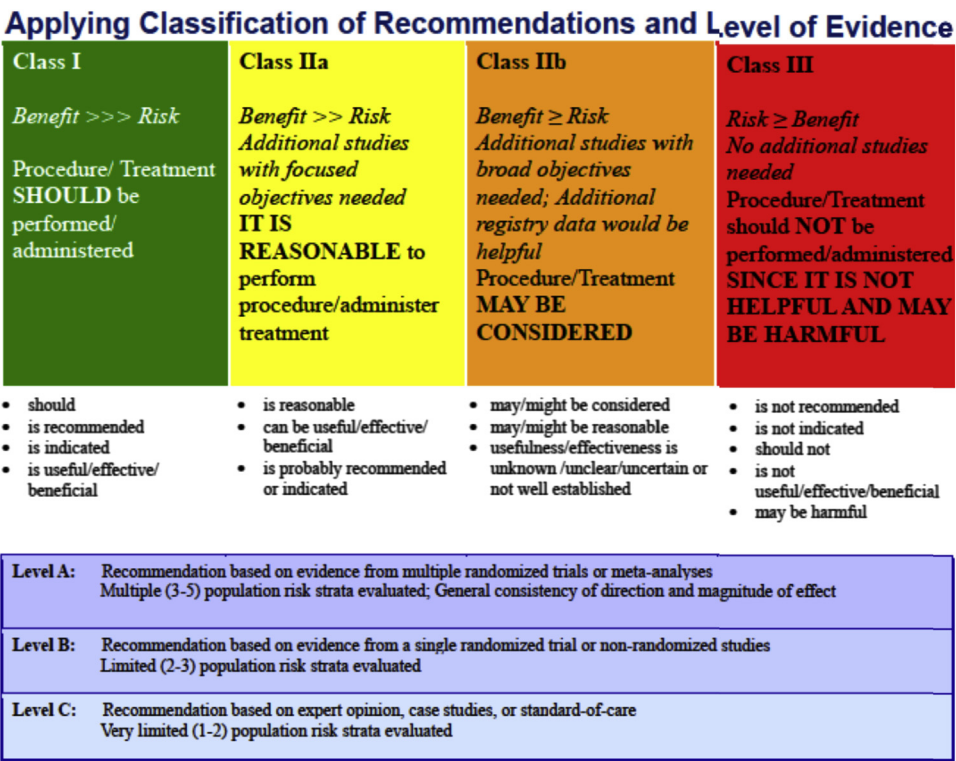 Applying Classification of Recommendations and Level of Evidence
Class I
Benefit >>> Risk
Procedure/ Treatment
SHOULD be
performed/
administered
Class IIa
Benefit >> Risk
Additional studies
with focused
objectives needed
IT IS
REASONABLE to
perform
procedure/administer
treatment
Class IIb
Benefit ≥ Risk
Additional studies with
broad objectives
needed; Additional
registry data would be
helpful
Procedure/Treatment
MAY BE
CONSIDERED
Class III
Risk ≥ Benefit
No additional studies
needed
Procedure/Treatment
should NOT be
performed/administered
SINCE IT IS NOT
HELPFUL AND MAY
BE HARMFUL
• should
• is recommended
• is indicated
• is useful/effective/
beneficial
• is reasonable
• can be useful/effective/
beneficial
• is probably recommended
or indicated
• may/might be considered
• may/might be reasonable
• usefulness/effectiveness is
unknown /unclear/uncertain or
not well established
• is not recommended
• is not indicated
• should not
• is not
useful/effective/beneficial
• may be harmful
Level A: Recommendation based on evidence from multiple randomized trials or meta-analyses
Multiple (3-5) population risk strata evaluated; General consistency of direction and magnitude of effect
Level B: Recommendation based on evidence from a single randomized trial or non-randomized studies
Limited (2-3) population risk strata evaluated
Level C: Recommendation based on expert opinion, case studies, or standard-of-care
Very limited (1-2) population risk strata evaluated